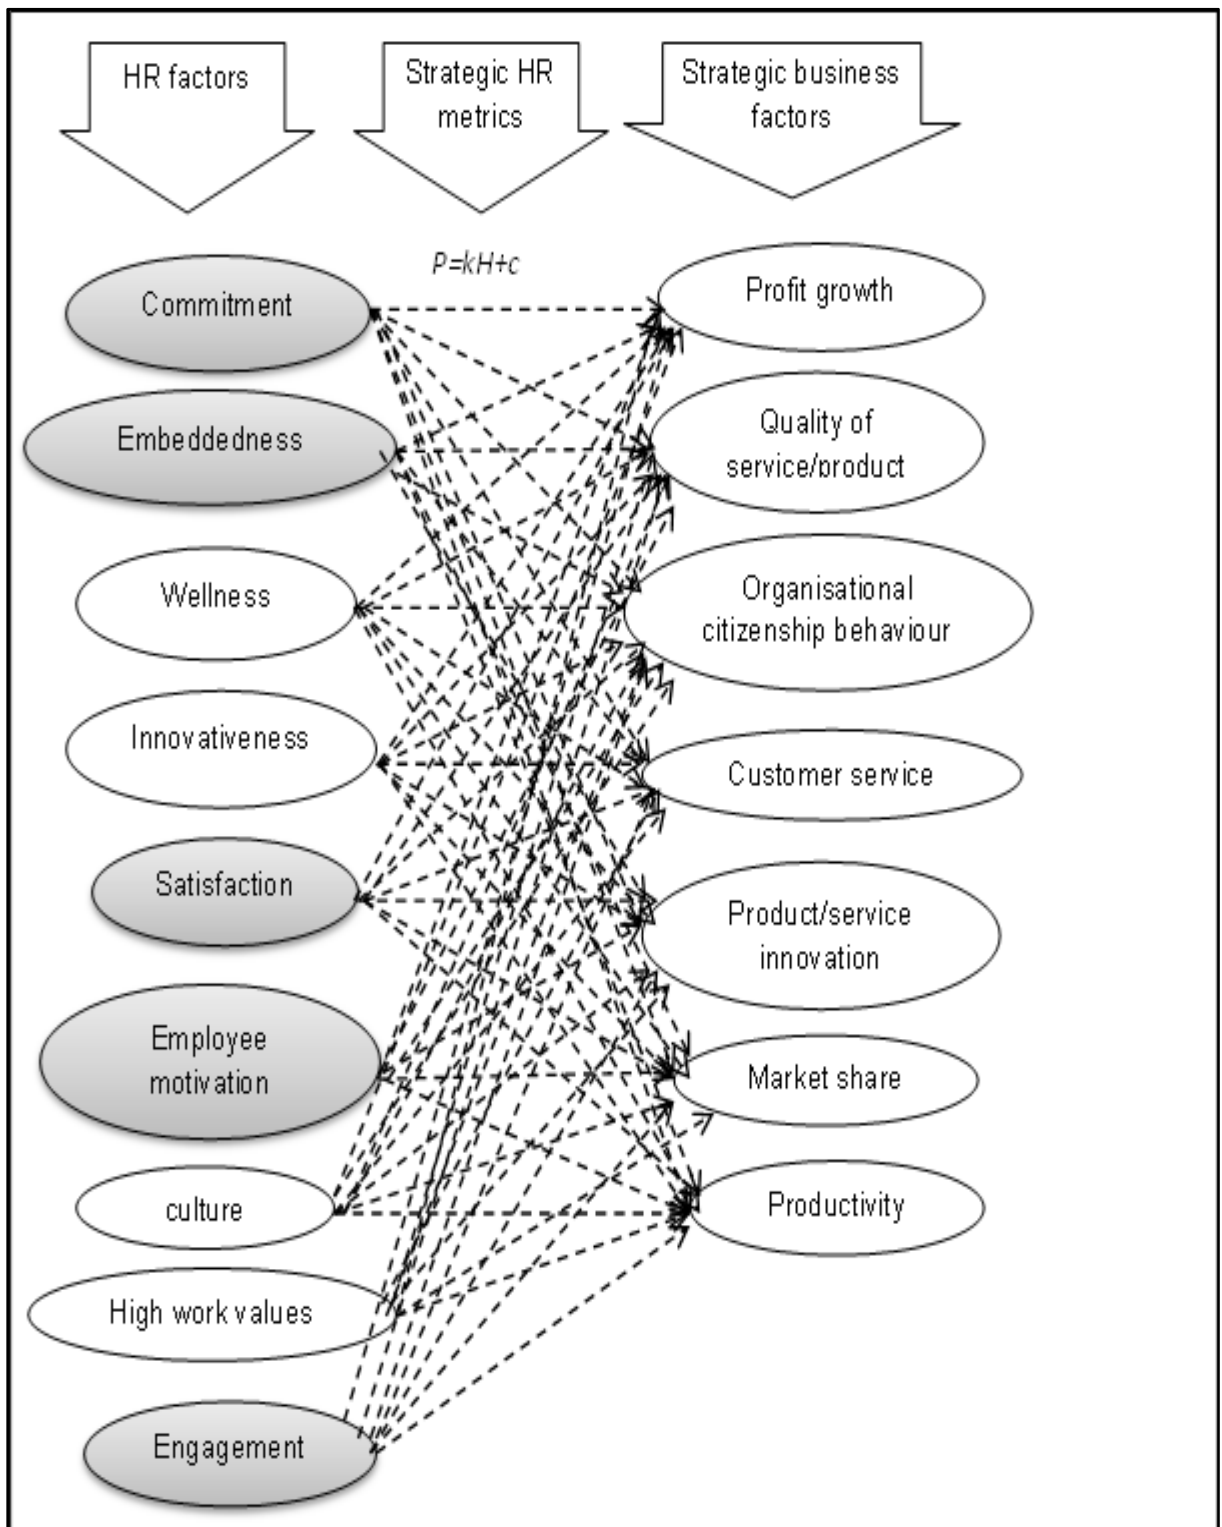 HR factors
Strategic HR
metrics
Strategic business
factors
P=kH+c
Commitment
Embeddedness
Wellness
Innovativeness
Satisfaction
Employee
motivation
culture
High work values
Engagement
Profit growth
Quality of
service/product
Organisational
citizenship behaviour
Customer service
Product/service
innovation
Market share
Productivity